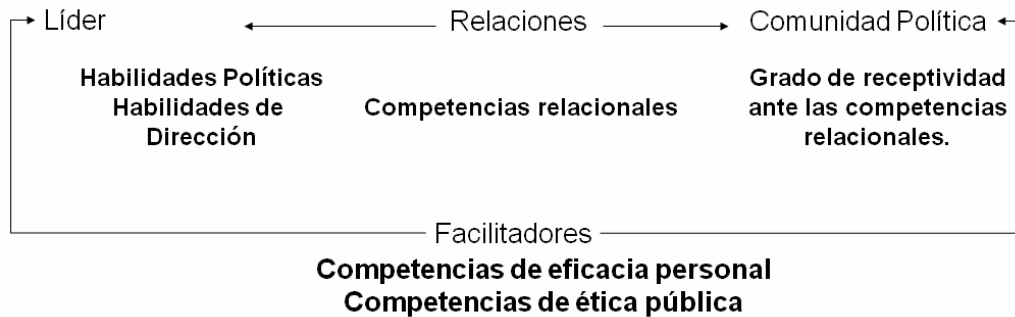 Líder
Relaciones
Comunidad Política
Habilidades Políticas
Habilidades de
Dirección
Competencias relacionales
Grado de receptividad
ante las competencias
relacionales.
Facilitadores
Competencias de eficacia personal
Competencias de ética pública